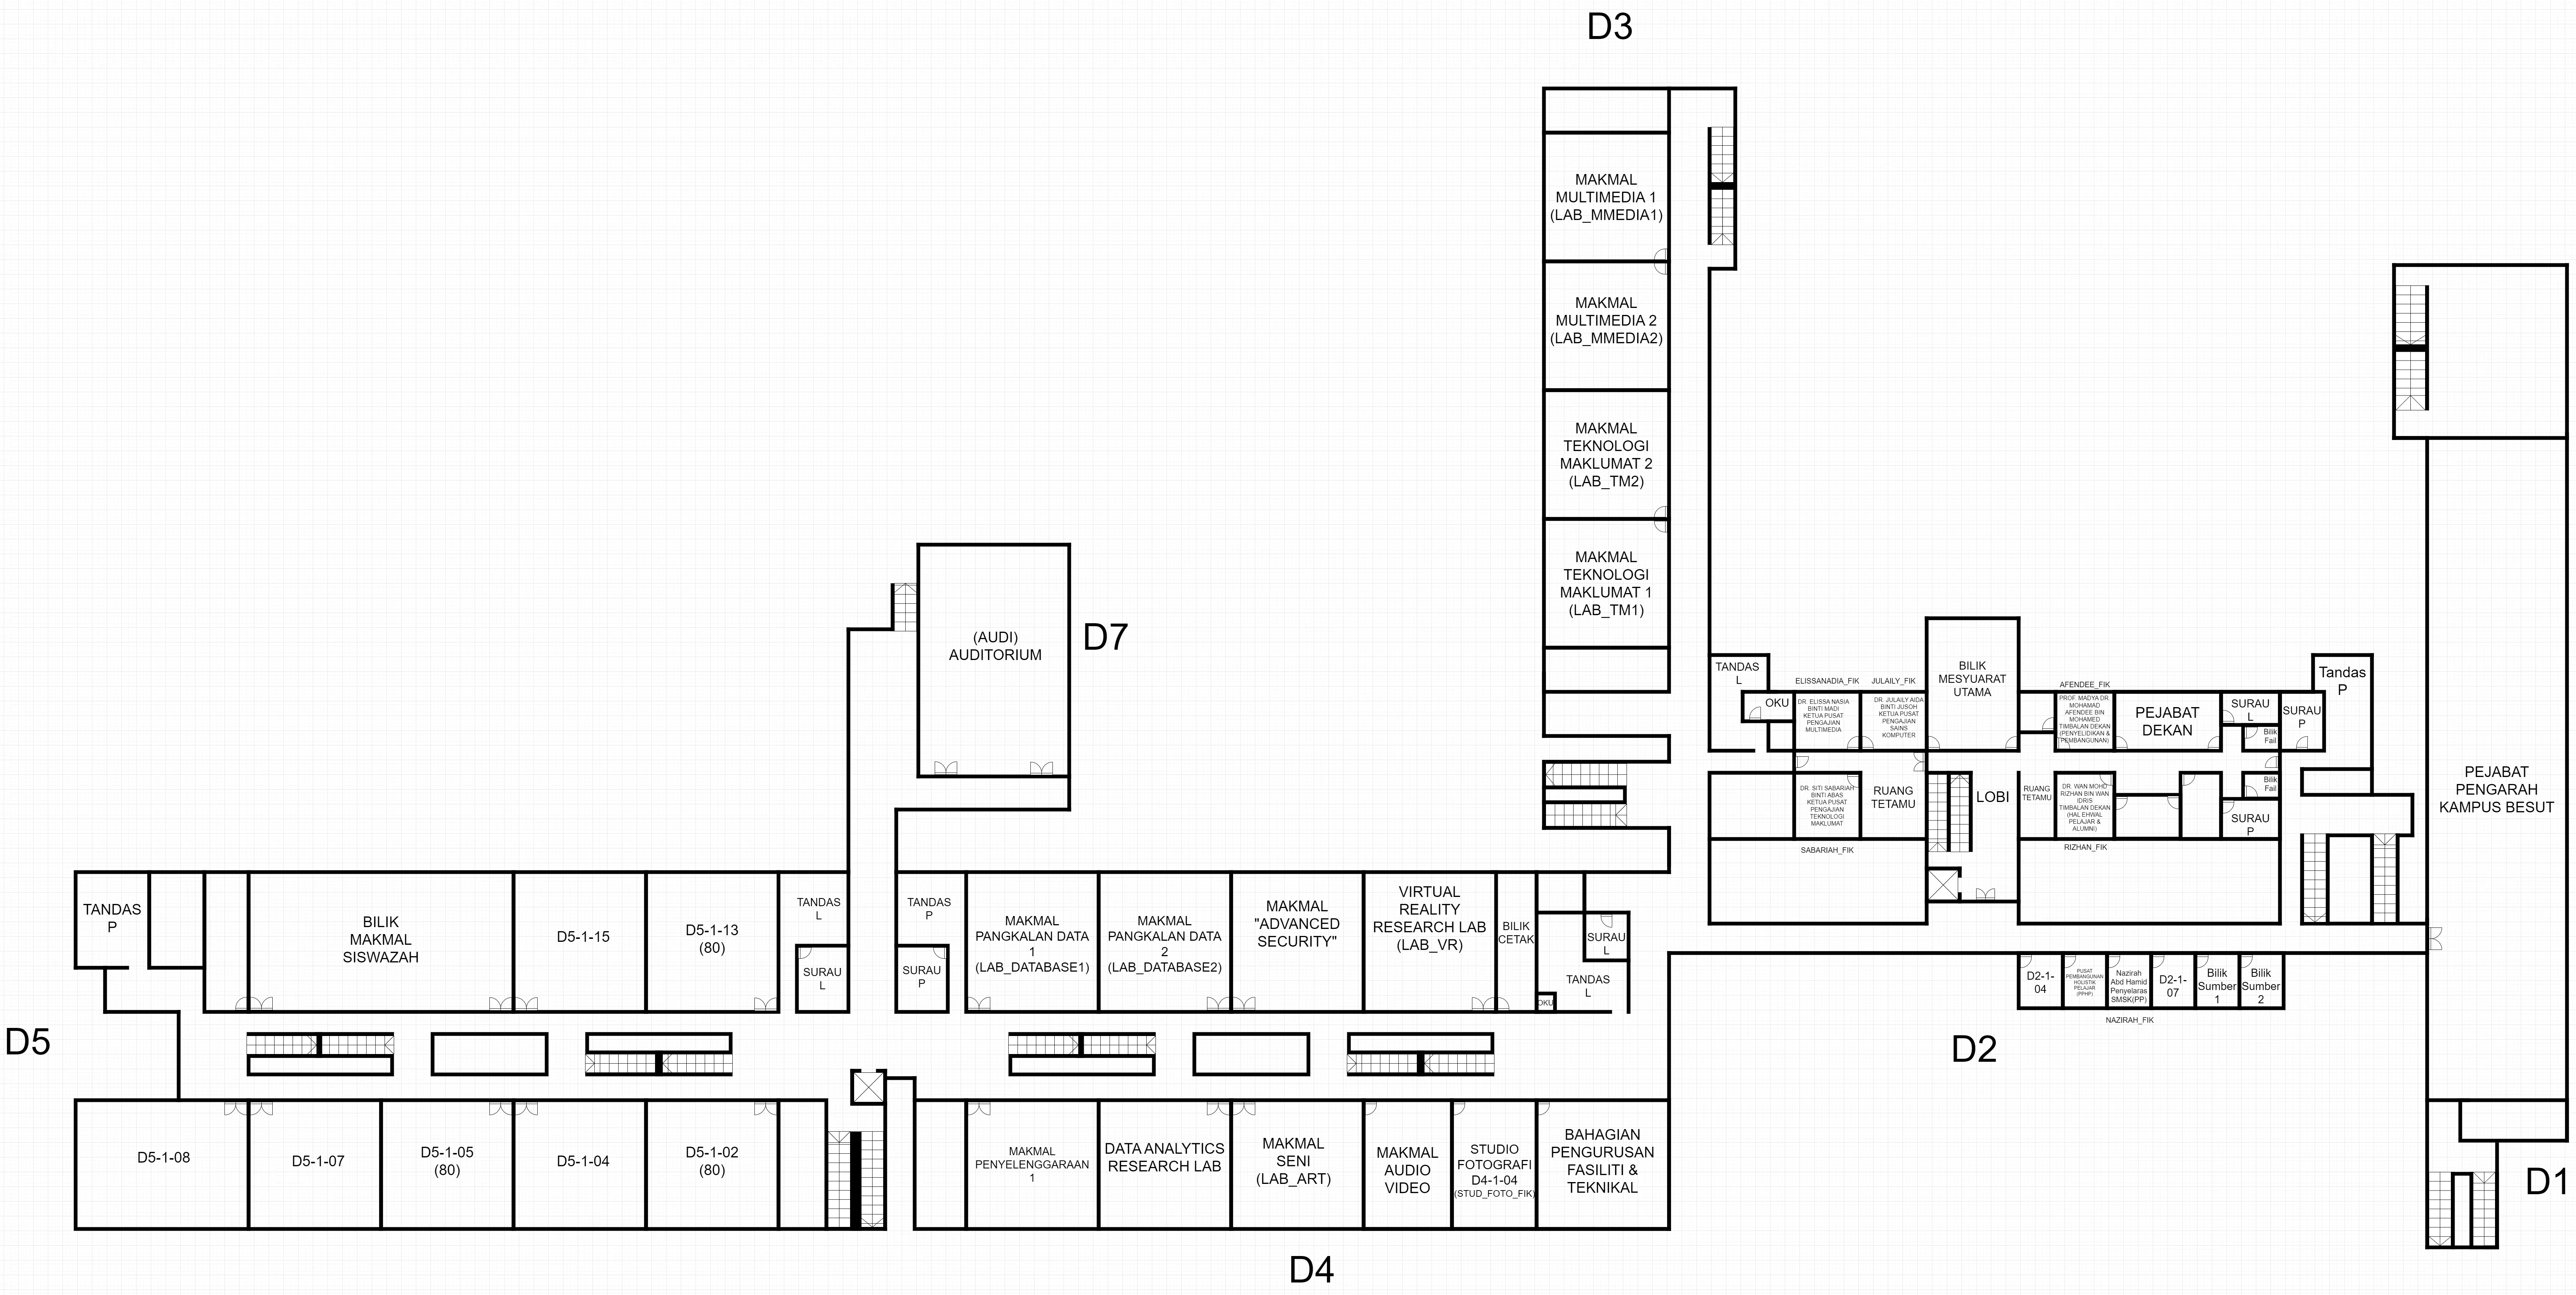 D3
MAKMAL
MULTIMEDIA 1
(LAB_MMEDIA1)
MAKMAL
MULTIMEDIA 2
(LAB_MMEDIA2)
MAKMAL
TEKNOLOGI
MAKLUMAT 2
(LAB_TM2)
MAKMAL
TEKNOLOGI
MAKLUMAT 1
(LAB_TM1)
(AUDI)
AUDITORIUM
D7
TANDAS
L
OKU
ELISSANADIA_FIK
DR. ELISSA NASIA
BINTI MADI
KETUA PUSAT
PENGAJIAN
MULTIMEDIA
JULAILY_FIK
DR. JULAILY AIDA
BINTI JUSOH
KETUA PUSAT
PENGAJIAN
SAINS
KOMPUTER
BILIK
MESYUARAT
UTAMA
AFENDEE_FIK
PROF. MADYA DR.
MOHAMAD
AFENDEE BIN
MOHAMED
TIMBALAN DEKAN
(PENYELIDIKAN &
PEMBANGUNAN)
PEJABAT
DEKAN
SURAU
L
Bilik
Fail
SURAU
P
Tandas
P
DR. SITI SABARIAH
BINTI ABAS
KETUA PUSAT
PENGAJIAN
TEKNOLOGI
MAKLUMAT
SABARIAH_FIK
RUANG
TETAMU
LOBI
RUANG
TETAMU
DR. WAN MOHD
RIZHAN BIN WAN
IDRIS
TIMBALAN DEKAN
(HAL EHWAL
PELAJAR &
ALUMNI)
RIZHAN_FIK
Bilik
Fail
SURAU
P
PEJABAT
PENGARAH
KAMPUS BESUT
D2-1-
04
PUSAT
PEMBANGUNAN
HOLISTIK
PELAJAR
(PPHP)
Nazirah
Abd Hamid
Penyelaras
SMSK(PP)
NAZIRAH_FIK
D2-1-
07
Bilik
Sumber
1
Bilik
Sumber
2
D2
D1
D5
TANDAS
P
BILIK
MAKMAL
SISWAZAH
D5-1-15
D5-1-13
(80)
TANDAS
L
SURAU
L
TANDAS
P
SURAU
P
MAKMAL
PANGKALAN DATA
1
(LAB_DATABASE1)
MAKMAL
PANGKALAN DATA
2
(LAB_DATABASE2)
MAKMAL
"ADVANCED
SECURITY"
VIRTUAL
REALITY
RESEARCH LAB
(LAB_VR)
BILIK
CETAK
SURAU
L
TANDAS
L
OKU
D5-1-08
D5-1-07
D5-1-05
(80)
D5-1-04
D5-1-02
(80)
MAKMAL
PENYELENGGARAAN
1
DATA ANALYTICS
RESEARCH LAB
MAKMAL
SENI
(LAB_ART)
MAKMAL
AUDIO
VIDEO
STUDIO
FOTOGRAFI
D4-1-04
(STUD_FOTO_FIK)
BAHAGIAN
PENGURUSAN
FASILITI &
TEKNIKAL
D4